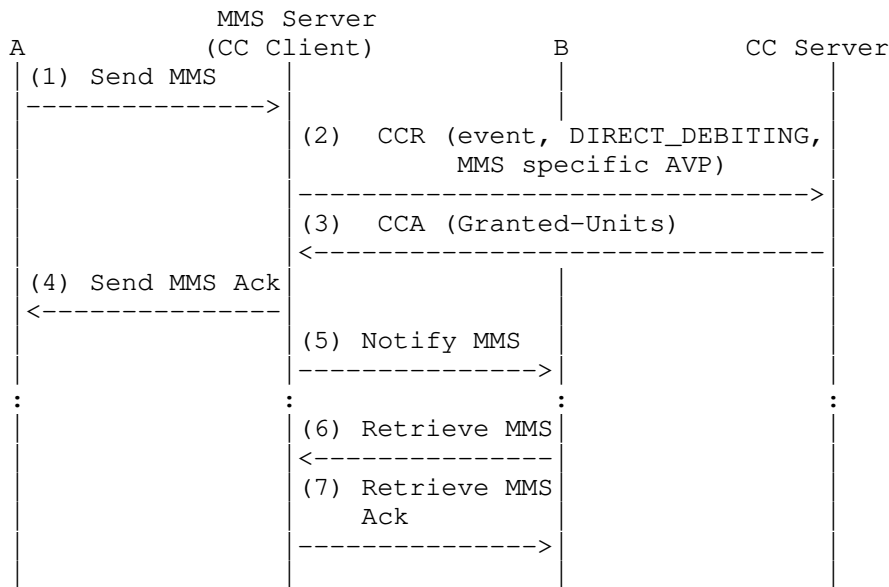 MMS Server
A (CC Client) B CC Server
(1) Send MMS
(2) CCR (event, DIRECT_DEBITING,
MMS specific AVP)
(3) CCA (Granted-Units)
(4) Send MMS Ack
(5) Notify MMS
: : : :
(6) Retrieve MMS
(7) Retrieve MMS
Ack